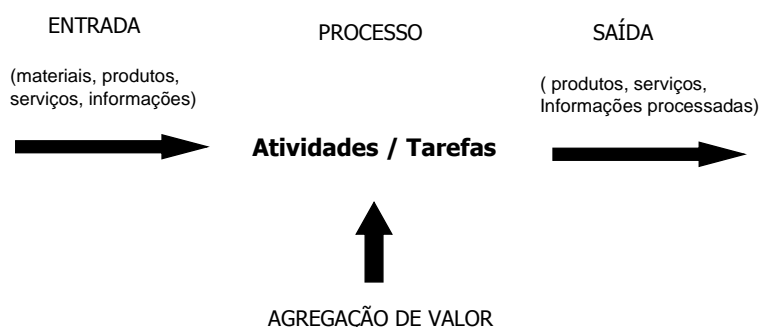 ENTRADA
PROCESSO
SAÍDA
(materiais, produtos,
serviços, informações)
( produtos, serviços,
Informações processadas)
Atividades / Tarefas
AGREGAÇÃO DE VALOR